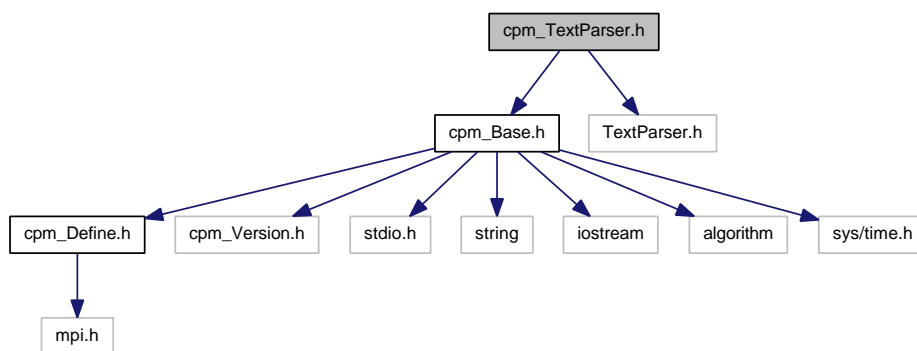 cpm_TextParser.h
cpm_Base.h
TextParser.h
cpm_Define.h
cpm_Version.h
stdio.h
string
iostream
algorithm
sys/time.h
mpi.h